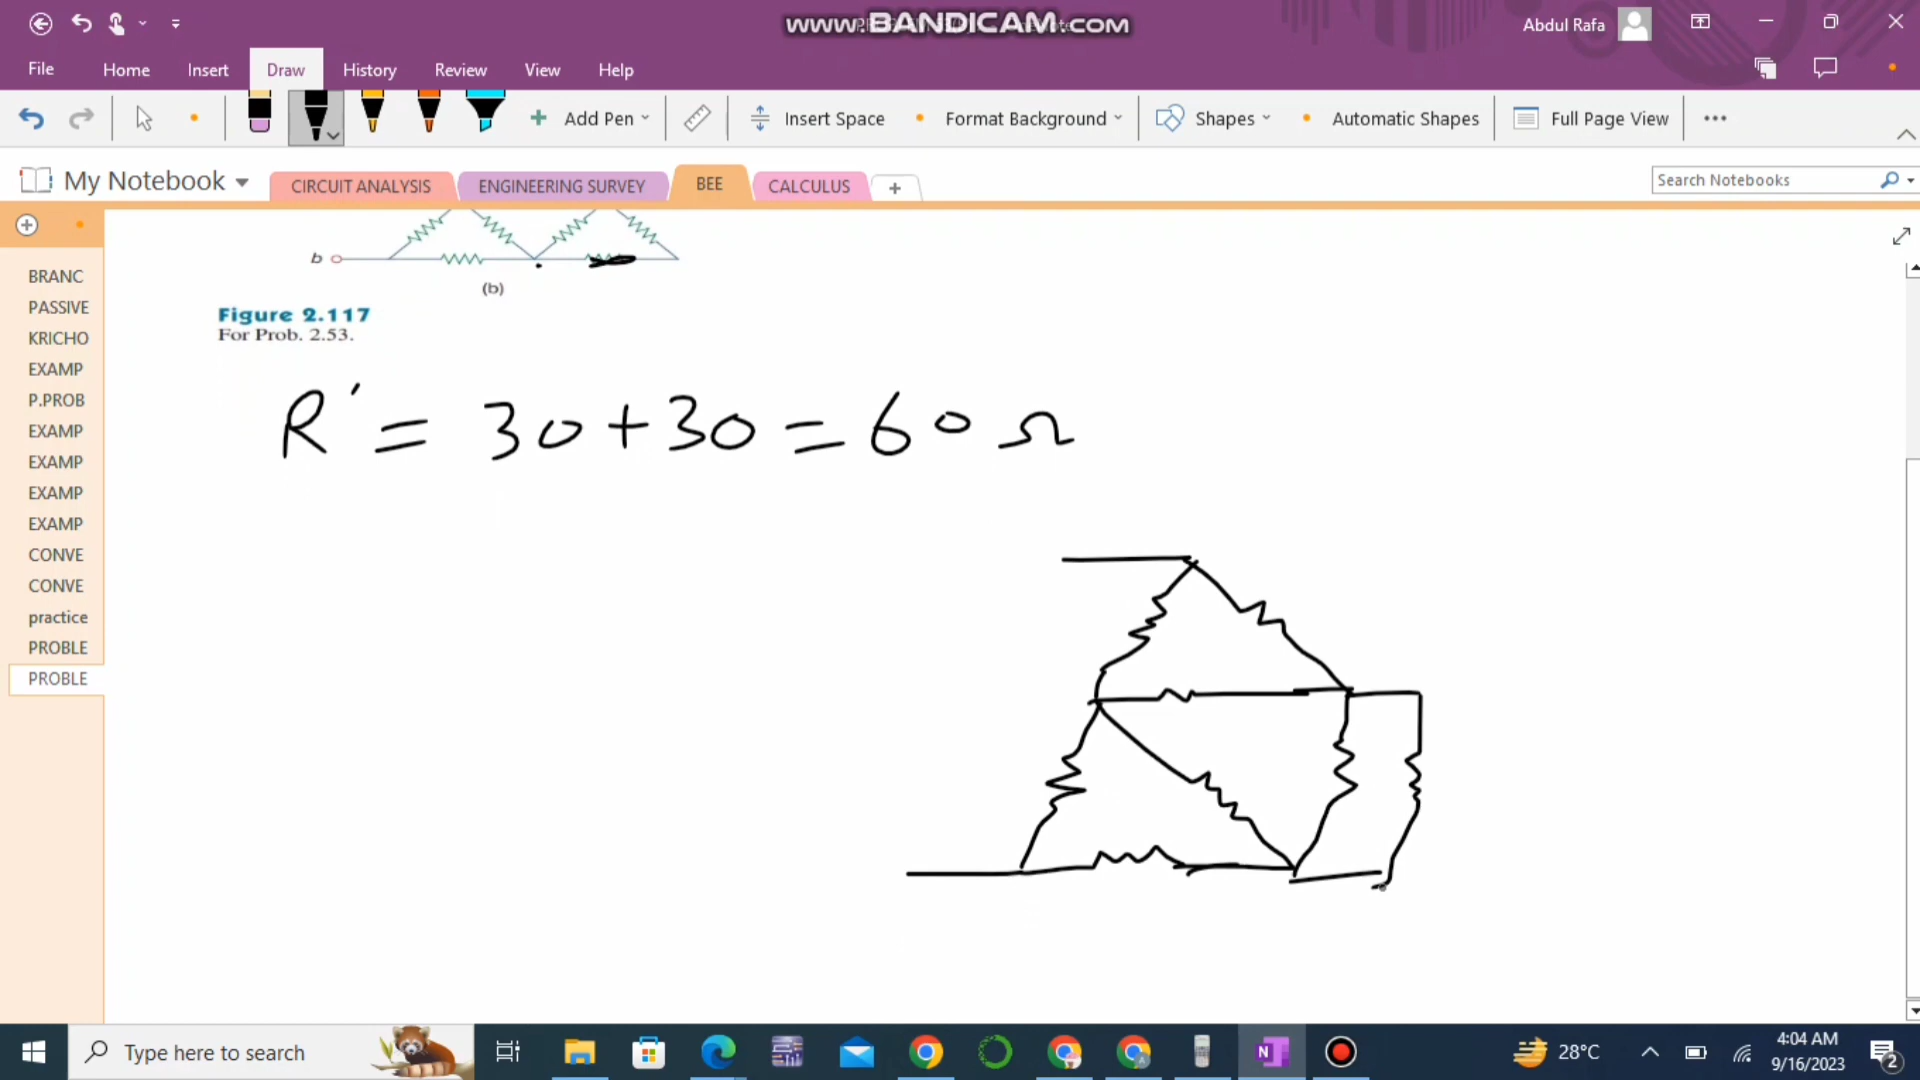 www.BANDICAM.com
Abdul Rafa
File Home Insert Draw History Review View Help
Add Pen Insert Space Format Background Shapes Automatic Shapes Full Page View
My Notebook CIRCUIT ANALYSIS ENGINEERING SURVEY BEE CALCULUS
Search Notebooks
BRANC
PASSIVE
KRICHO
EXAMP
P.PROB
EXAMP
EXAMP
EXAMP
EXAMP
CONVE
CONVE
practice
PROBLE
PROBLE
b
(b)
Figure 2.117
For Prob. 2.53.
R' = 30+30 = 60 Ω
Type here to search
28°C
4:04 AM
9/16/2023
2